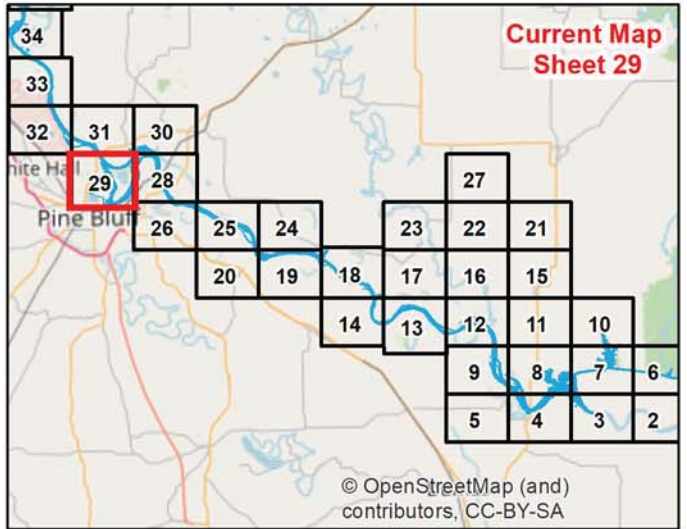 34
Current Map
Sheet 29
33
32 31 30
nite Hall 29 28 27
Pine Bluff 26 25 24 23 22 21
20 19 18 17 16 15
14 13 12 11 10
9 8 7 6
5 4 3 2
© OpenStreetMap (and)
contributors, CC-BY-SA